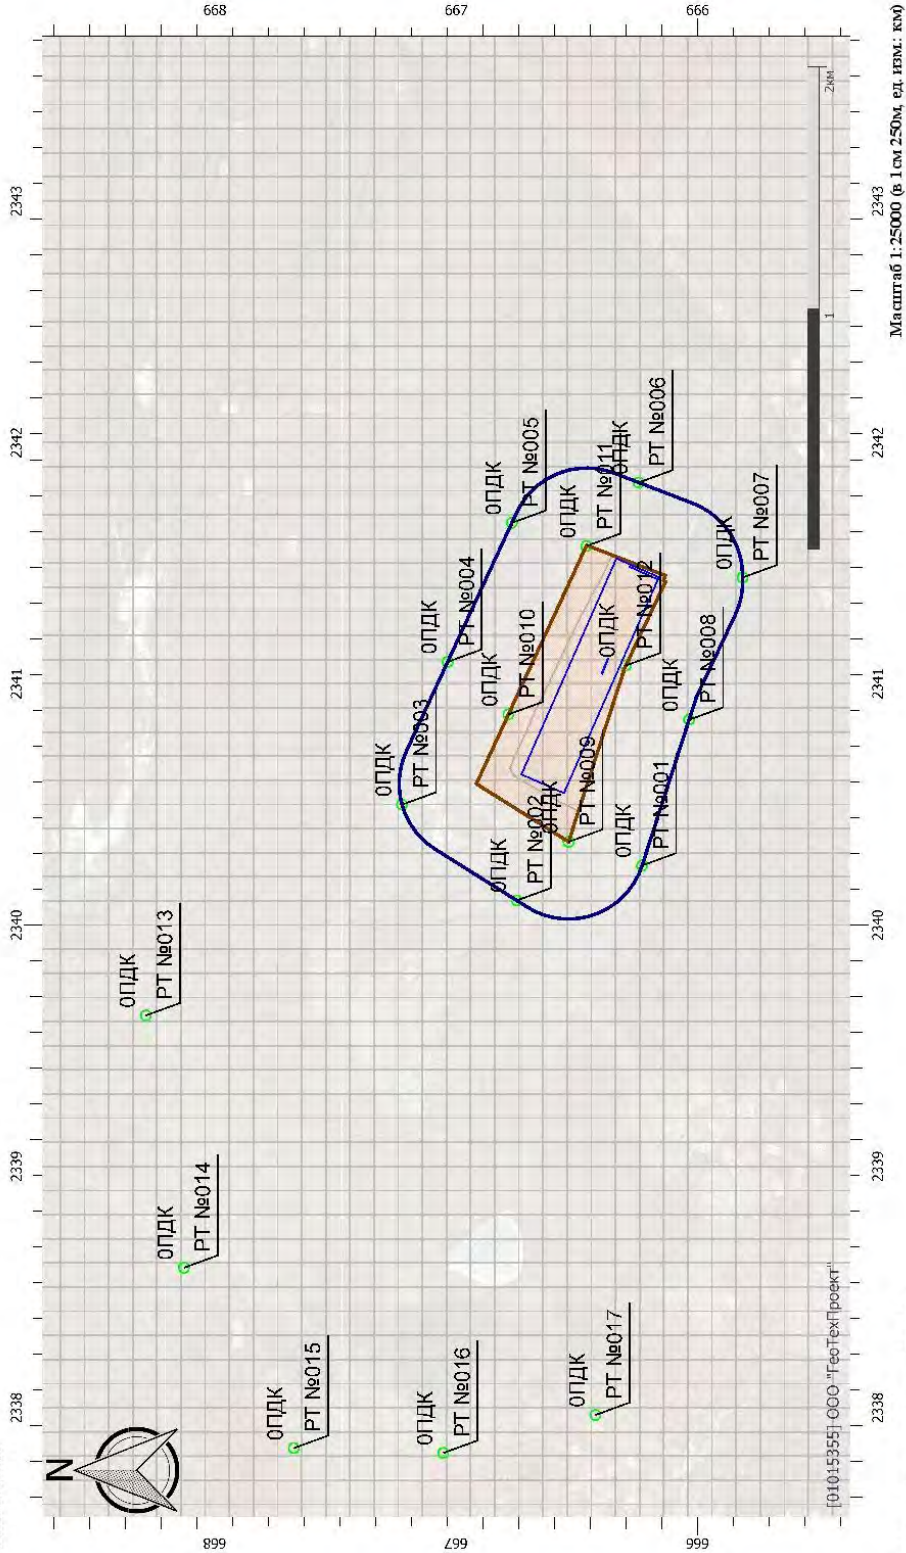 668
667
666
2343
2342
2341
2340
2339
2338
N
0ПДК
РТ №013
0ПДК
РТ №014
0ПДК
РТ №015
0ПДК
РТ №016
0ПДК
РТ №017
0ПДК
РТ №003
0ПДК
РТ №004
0ПДК
РТ №005
0ПДК
РТ №002
0ПДК
РТ №010
0ПДК
РТ №011
0ПДК
РТ №006
0ПДК
РТ №009
0ПДК
РТ №012
0ПДК
РТ №001
0ПДК
РТ №008
0ПДК
РТ №007
1
2км
[01015355] ООО "ГеоТехПроект"
668
667
666
2343
2342
2341
2340
2339
2338
Масштаб 1:25000 (в 1см 250м, ед. изм.: км)